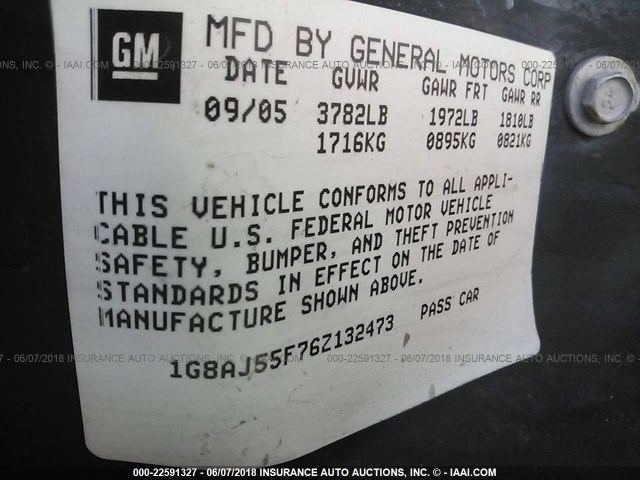 GM
MFD BY GENERAL MOTORS CORP
DATE GVWR GAWR FRT GAWR RR
09/05 3782LB 1972LB 1810LB
1716KG 0895KG 0821KG
THIS VEHICLE CONFORMS TO ALL APPLI-
CABLE U.S. FEDERAL MOTOR VEHICLE
SAFETY, BUMPER, AND THEFT PREVENTION
STANDARDS IN EFFECT ON THE DATE OF
MANUFACTURE SHOWN ABOVE.
1G8AJ55F76Z132473 PASS CAR
000-22591327 - 06/07/2018 INSURANCE AUTO AUCTIONS, INC. - © IAAI.COM